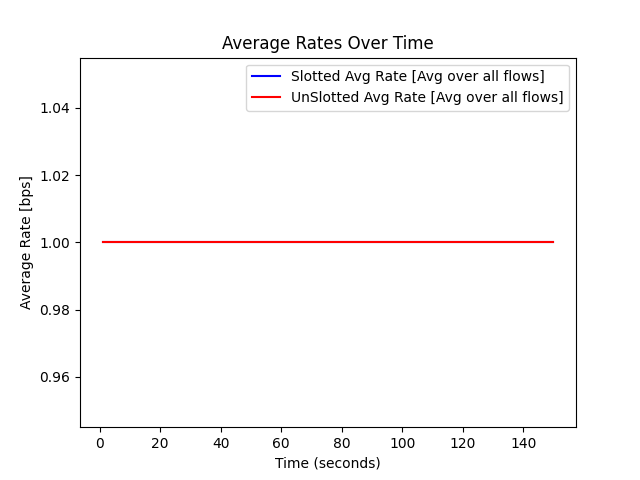 Average Rates Over Time
Slotted Avg Rate [Avg over all flows]
UnSlotted Avg Rate [Avg over all flows]
Average Rate [bps]
1.04
1.02
1.00
0.98
0.96
0 20 40 60 80 100 120 140
Time (seconds)